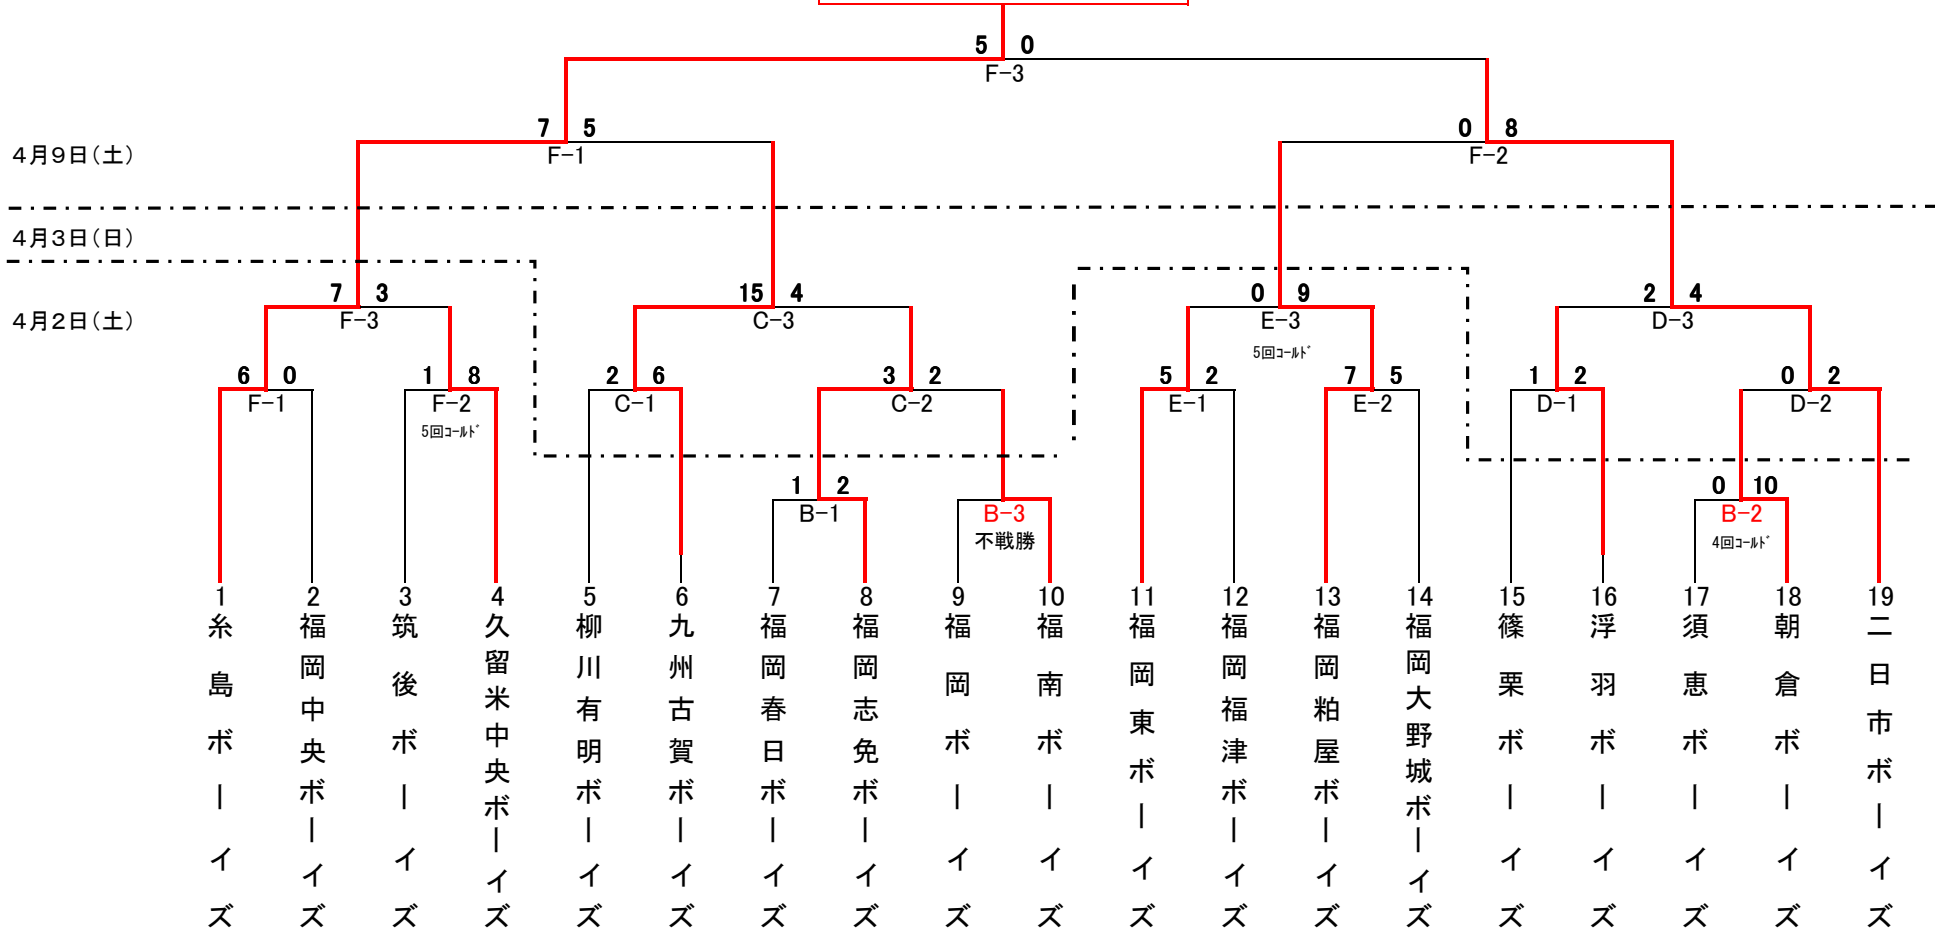 5 0
F-3
7 5
F-1
0 8
F-2
4月9日(土)
4月3日(日)
4月2日(土)
7 3
F-3
15 4
C-3
0 9
E-3
5回ｺｰﾙﾄﾞ
2 4
D-3
6 0
F-1
1 8
F-2
5回ｺｰﾙﾄﾞ
2 6
C-1
3 2
C-2
5 2
E-1
7 5
E-2
1 2
D-1
0 2
D-2
1 2
B-1
B-3
不戦勝
0 10
B-2
4回ｺｰﾙﾄﾞ
1 糸島ボーイズ
2 福岡中央ボーイズ
3 筑後ボーイズ
4 久留米中央ボーイズ
5 柳川有明ボーイズ
6 九州古賀ボーイズ
7 福岡春日ボーイズ
8 福岡志免ボーイズ
9 福岡ボーイズ
10 福南ボーイズ
11 福岡東ボーイズ
12 福岡福津ボーイズ
13 福岡粕屋ボーイズ
14 福岡大野城ボーイズ
15 篠栗ボーイズ
16 浮羽ボーイズ
17 須恵ボーイズ
18 朝倉ボーイズ
19 二日市ボーイズ